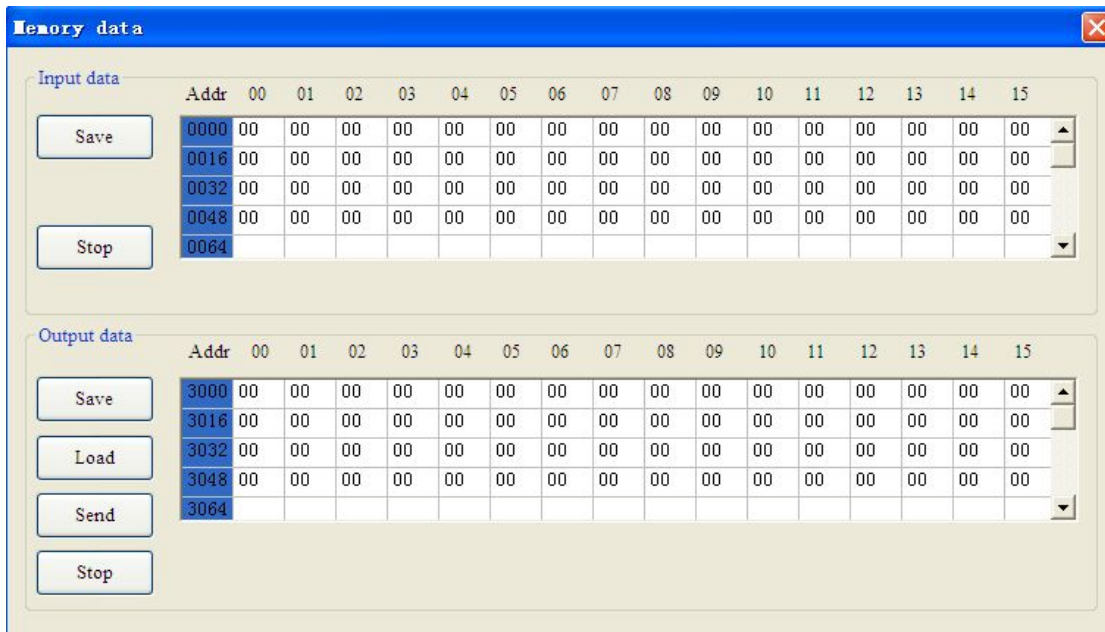 Memory data
Input data
Addr 00 01 02 03 04 05 06 07 08 09 10 11 12 13 14 15
Save
0000 00 00 00 00 00 00 00 00 00 00 00 00 00 00 00 00
0016 00 00 00 00 00 00 00 00 00 00 00 00 00 00 00 00
0032 00 00 00 00 00 00 00 00 00 00 00 00 00 00 00 00
0048 00 00 00 00 00 00 00 00 00 00 00 00 00 00 00 00
Stop
0064
Output data
Addr 00 01 02 03 04 05 06 07 08 09 10 11 12 13 14 15
Save
3000 00 00 00 00 00 00 00 00 00 00 00 00 00 00 00 00
3016 00 00 00 00 00 00 00 00 00 00 00 00 00 00 00 00
Load
3032 00 00 00 00 00 00 00 00 00 00 00 00 00 00 00 00
3048 00 00 00 00 00 00 00 00 00 00 00 00 00 00 00 00
Send
3064
Stop